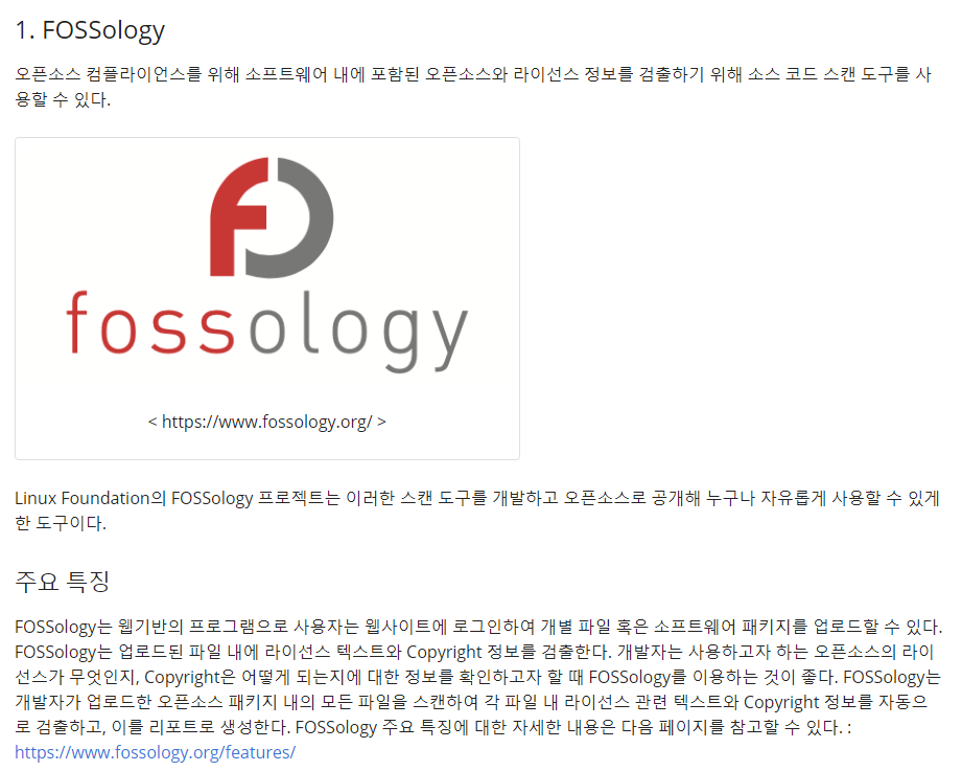 1. FOSSology
오픈소스 컴플라이언스를 위해 소프트웨어 내에 포함된 오픈소스와 라이선스 정보를 검출하기 위해 소스 코드 스캔 도구를 사
용할 수 있다.
fossology
< https://www.fossology.org/ >
Linux Foundation의 FOSSology 프로젝트는 이러한 스캔 도구를 개발하고 오픈소스로 공개해 누구나 자유롭게 사용할 수 있게
한 도구이다.
주요 특징
FOSSology는 웹기반의 프로그램으로 사용자는 웹사이트에 로그인하여 개별 파일 혹은 소프트웨어 패키지를 업로드할 수 있다.
FOSSology는 업로드된 파일 내에 라이선스 텍스트와 Copyright 정보를 검출한다. 개발자는 사용하고자 하는 오픈소스의 라이
선스가 무엇인지, Copyright은 어떻게 되는지에 대한 정보를 확인하고자 할 때 FOSSology를 이용하는 것이 좋다. FOSSology는
개발자가 업로드한 오픈소스 패키지 내의 모든 파일을 스캔하여 각 파일 내 라이선스 관련 텍스트와 Copyright 정보를 자동으
로 검출하고, 이를 리포트로 생성한다. FOSSology 주요 특징에 대한 자세한 내용은 다음 페이지를 참고할 수 있다. :
https://www.fossology.org/features/